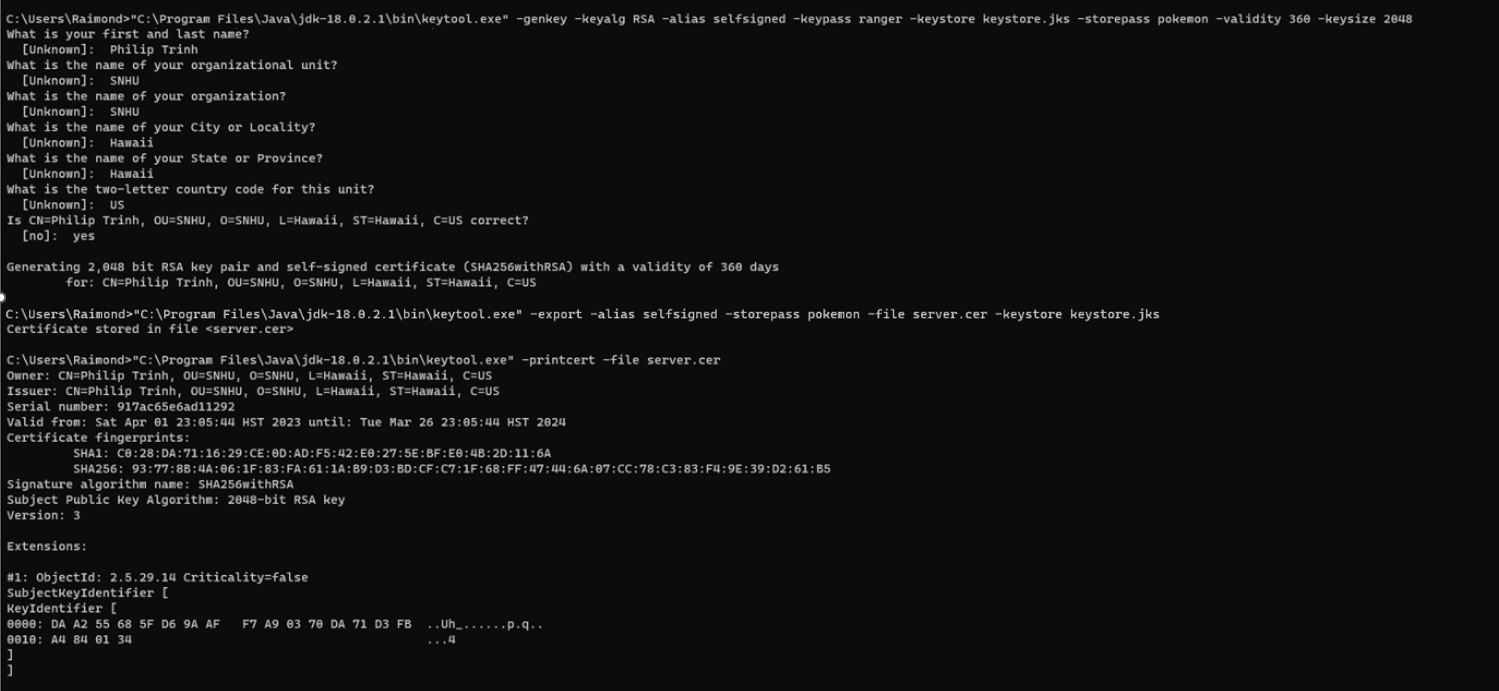 C:\Users\Raimond>"C:\Program Files\Java\jdk-18.0.2.1\bin\keytool.exe" -genkey -keyalg RSA -alias selfsigned -keypass ranger -keystore keystore.jks -storepass pokemon -validity 360 -keysize 2048
What is your first and last name?
  [Unknown]:  Philip Trinh
What is the name of your organizational unit?
  [Unknown]:  SNHU
What is the name of your organization?
  [Unknown]:  SNHU
What is the name of your City or Locality?
  [Unknown]:  Hawaii
What is the name of your State or Province?
  [Unknown]:  Hawaii
What is the two-letter country code for this unit?
  [Unknown]:  US
Is CN=Philip Trinh, OU=SNHU, O=SNHU, L=Hawaii, ST=Hawaii, C=US correct?
  [no]:  yes

Generating 2,048 bit RSA key pair and self-signed certificate (SHA256withRSA) with a validity of 360 days
        for: CN=Philip Trinh, OU=SNHU, O=SNHU, L=Hawaii, ST=Hawaii, C=US

C:\Users\Raimond>"C:\Program Files\Java\jdk-18.0.2.1\bin\keytool.exe" -export -alias selfsigned -storepass pokemon -file server.cer -keystore keystore.jks
Certificate stored in file <server.cer>

C:\Users\Raimond>"C:\Program Files\Java\jdk-18.0.2.1\bin\keytool.exe" -printcert -file server.cer
Owner: CN=Philip Trinh, OU=SNHU, O=SNHU, L=Hawaii, ST=Hawaii, C=US
Issuer: CN=Philip Trinh, OU=SNHU, O=SNHU, L=Hawaii, ST=Hawaii, C=US
Serial number: 917ac65e6ad11292
Valid from: Sat Apr 01 23:05:44 HST 2023 until: Tue Mar 26 23:05:44 HST 2024
Certificate fingerprints:
         SHA1: C0:28:DA:71:16:29:CE:0D:AD:F5:42:E0:27:5E:BF:E0:4B:2D:11:6A
         SHA256: 93:77:8B:4A:06:1F:83:FA:61:1A:B9:D3:BD:CF:C7:1F:68:FF:47:44:6A:07:CC:78:C3:83:F4:9E:39:D2:61:B5
Signature algorithm name: SHA256withRSA
Subject Public Key Algorithm: 2048-bit RSA key
Version: 3

Extensions:

#1: ObjectId: 2.5.29.14 Criticality=false
SubjectKeyIdentifier [
KeyIdentifier [
0000: DA A2 55 68 5F D6 9A AF   F7 A9 03 70 DA 71 D3 FB  ..Uh_......p.q..
0010: A4 84 01 34                                        ...4
]
]